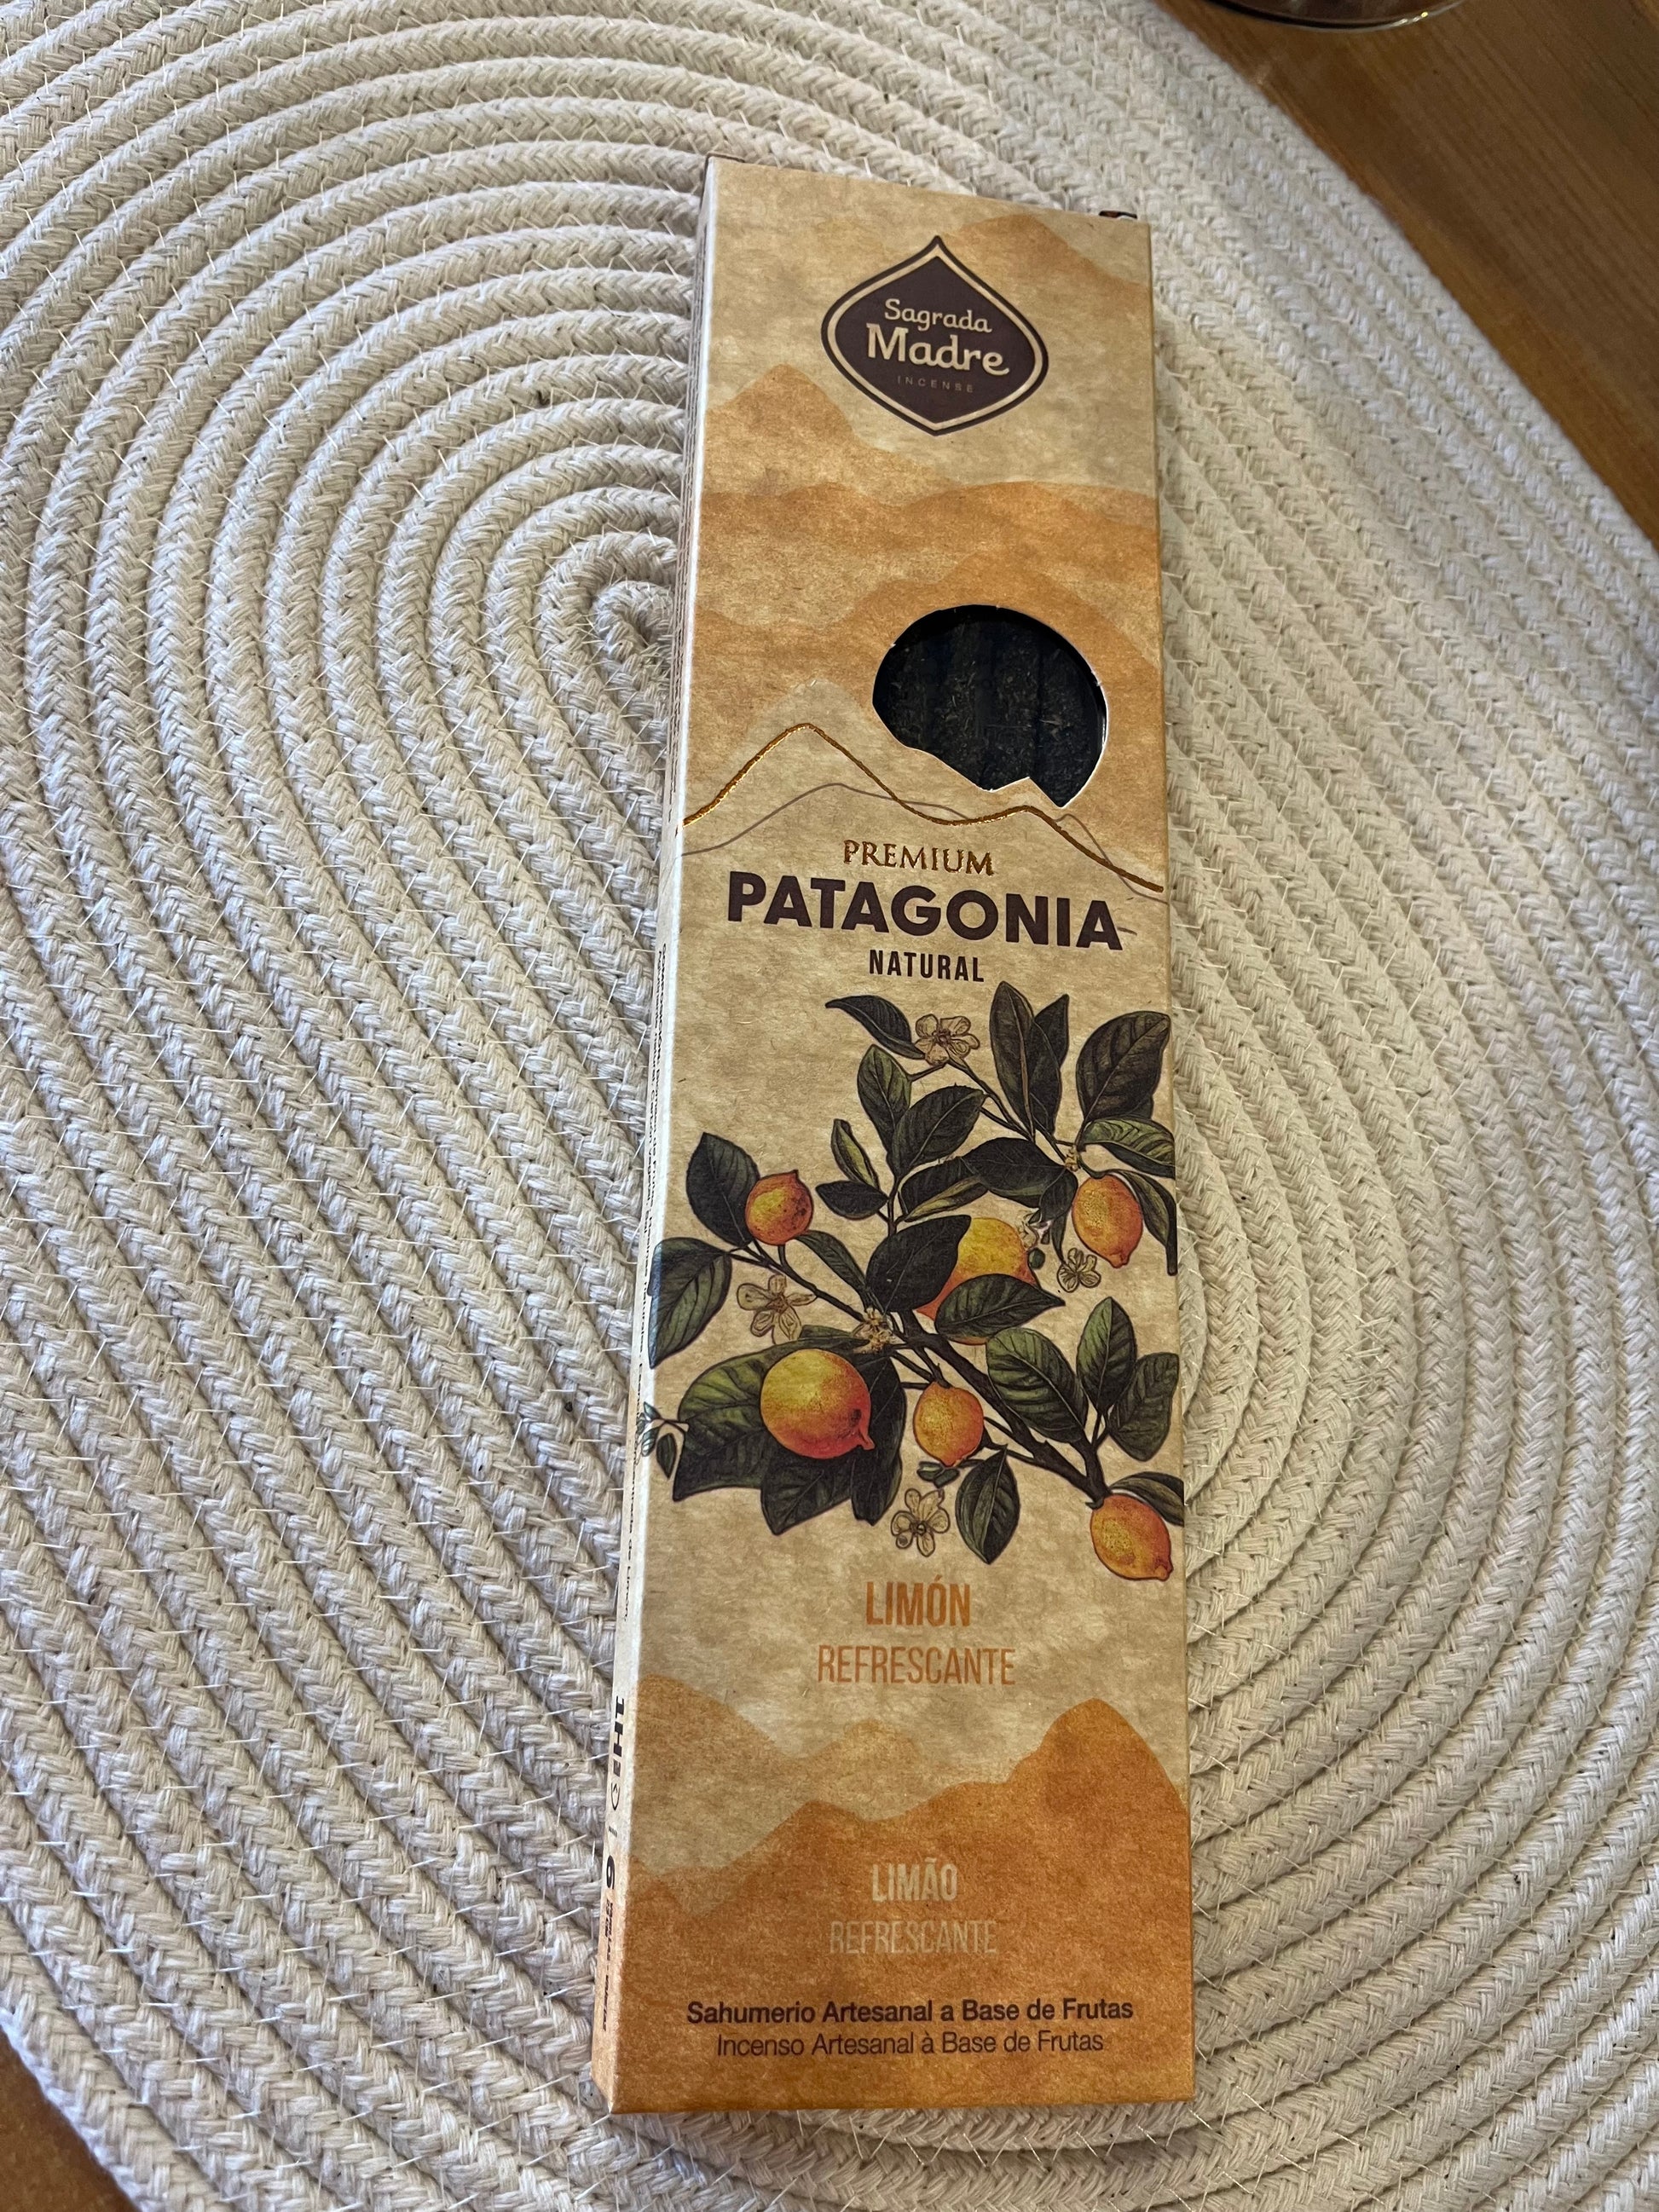 Sagrada
Madre
INCENSE
PREMIUM
PATAGONIA
NATURAL
LIMÓN
REFRESCANTE
LIMÃO
REFRESCANTE
Sahumerio Artesanal a Base de Frutas
Incenso Artesanal à Base de Frutas